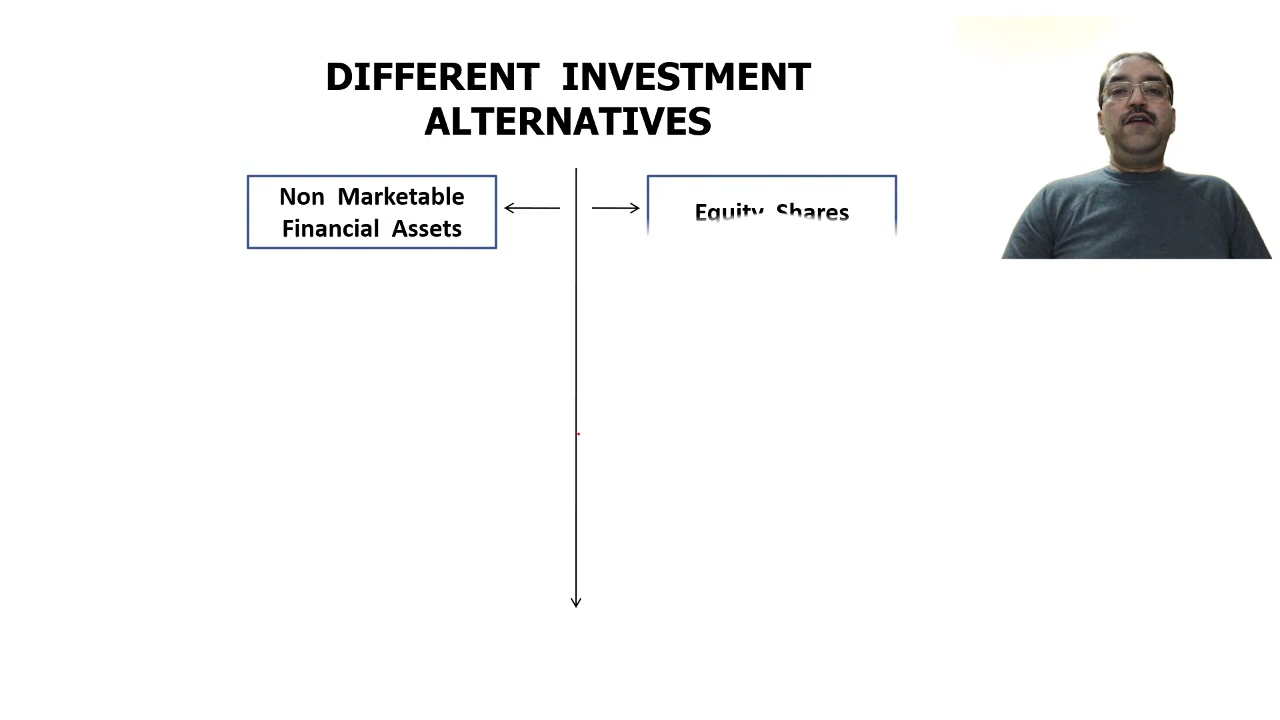 DIFFERENT INVESTMENT
ALTERNATIVES
Non Marketable
Financial Assets
Equity Shares